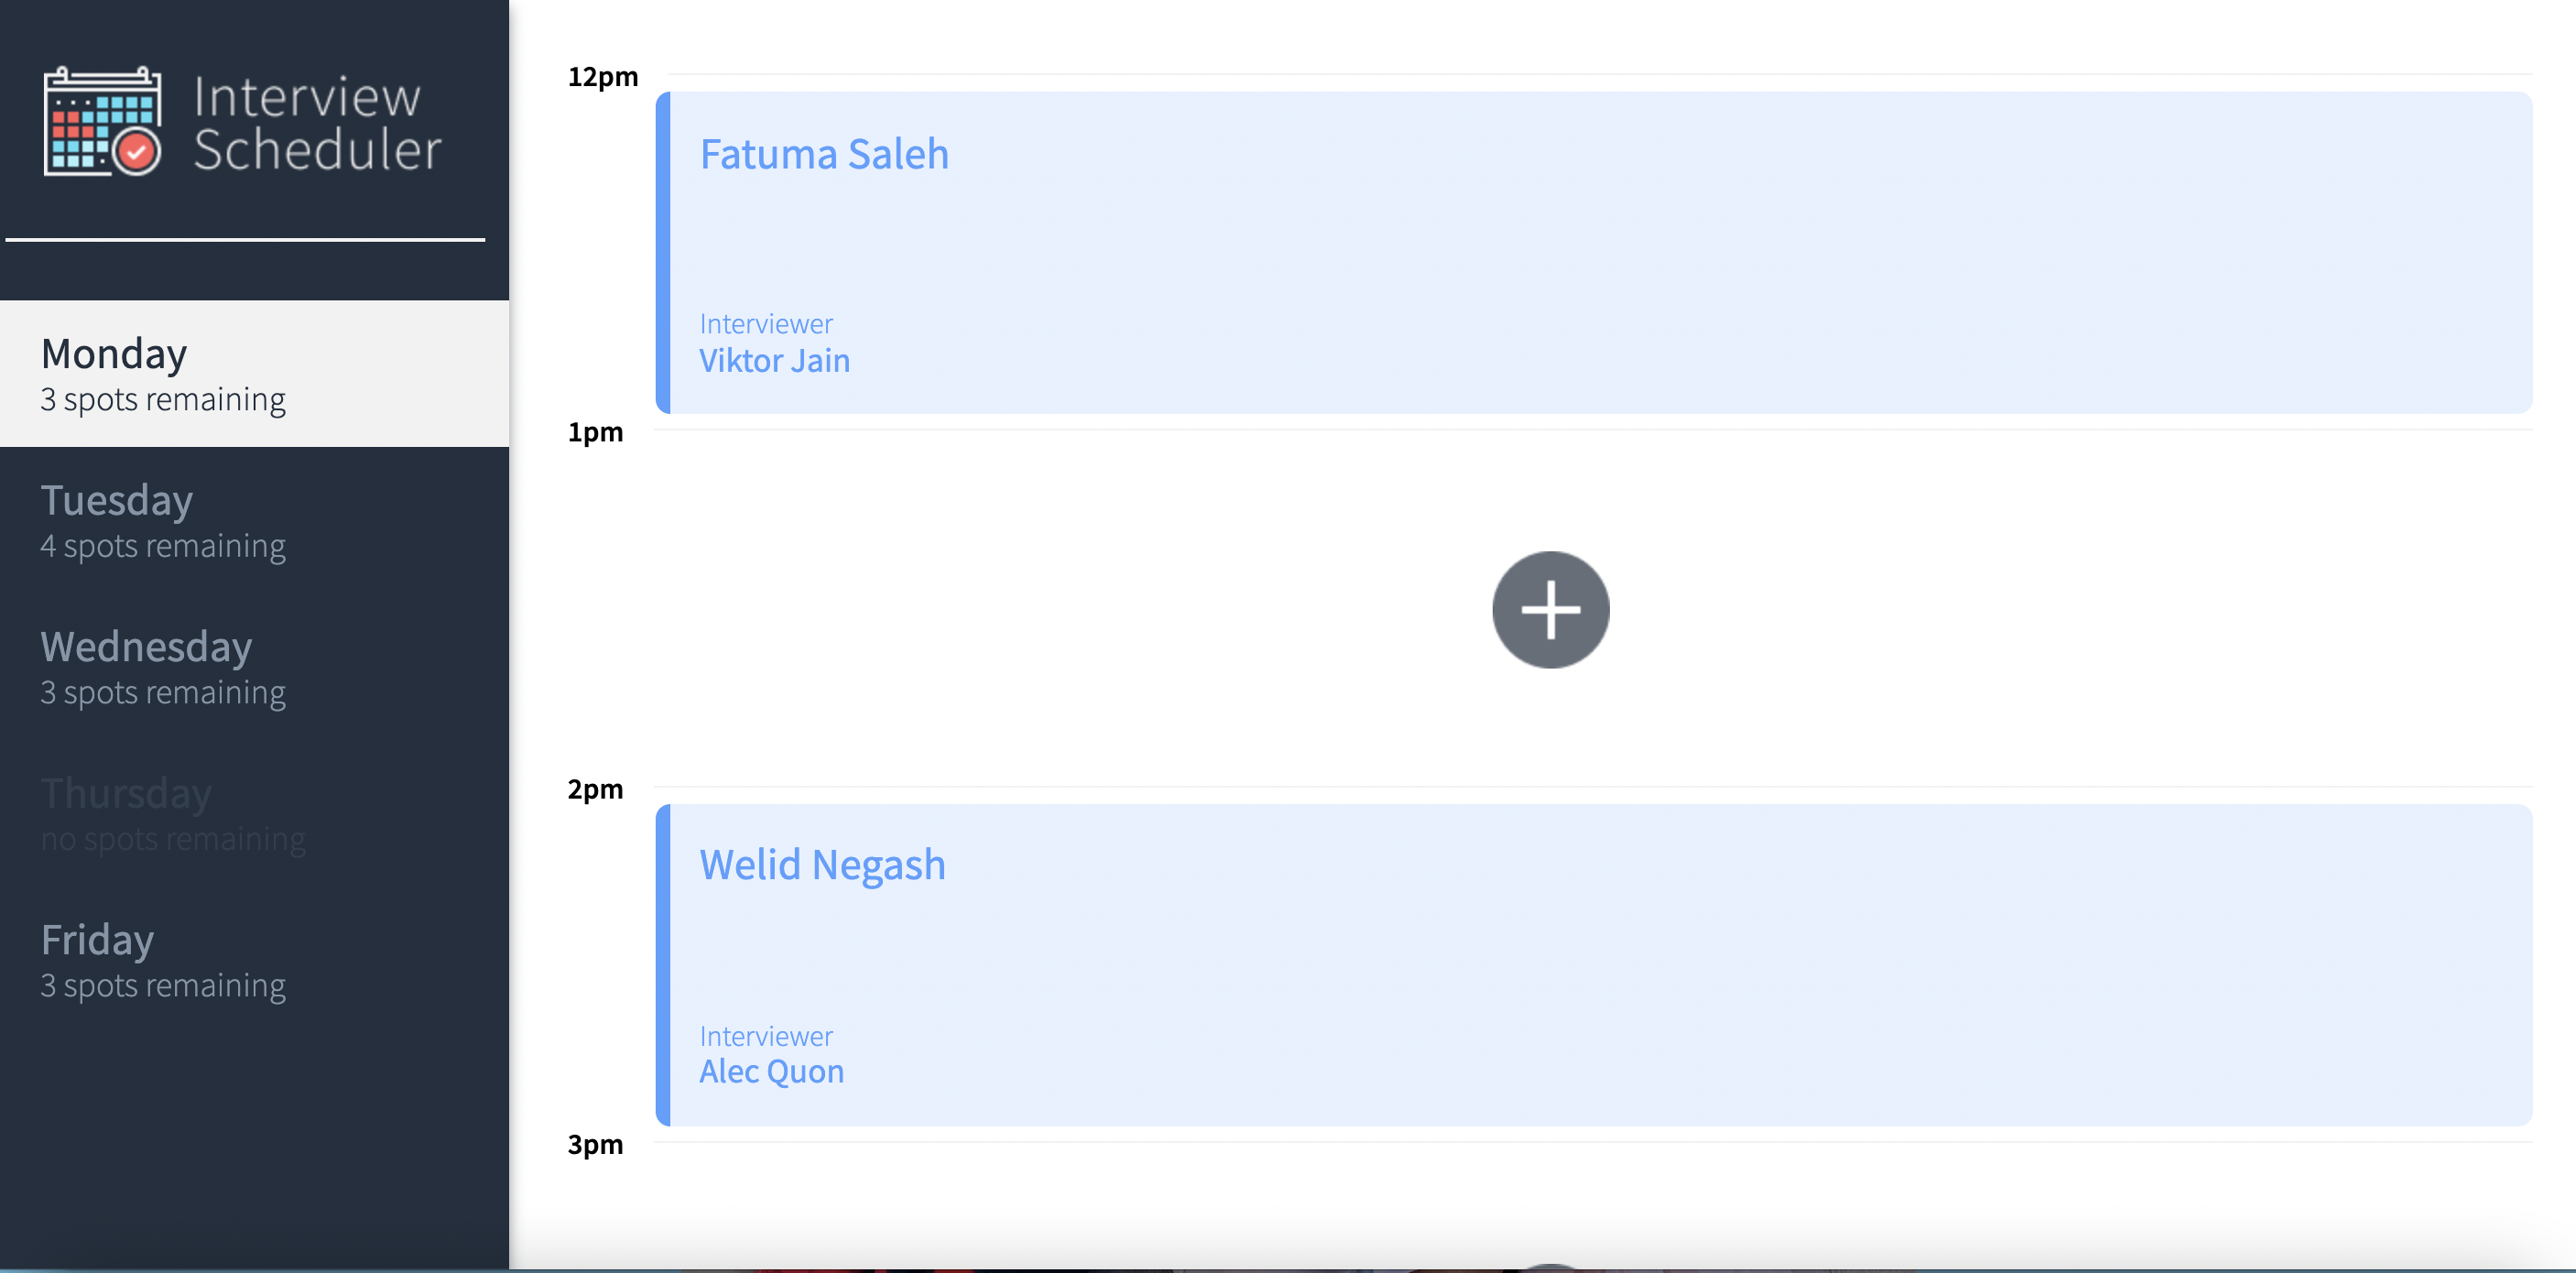 Interview
Scheduler
Monday
3 spots remaining
Tuesday
4 spots remaining
Wednesday
3 spots remaining
Thursday
no spots remaining
Friday
3 spots remaining
12pm
Fatuma Saleh
Interviewer
Viktor Jain
1pm
2pm
Welid Negash
Interviewer
Alec Quon
3pm